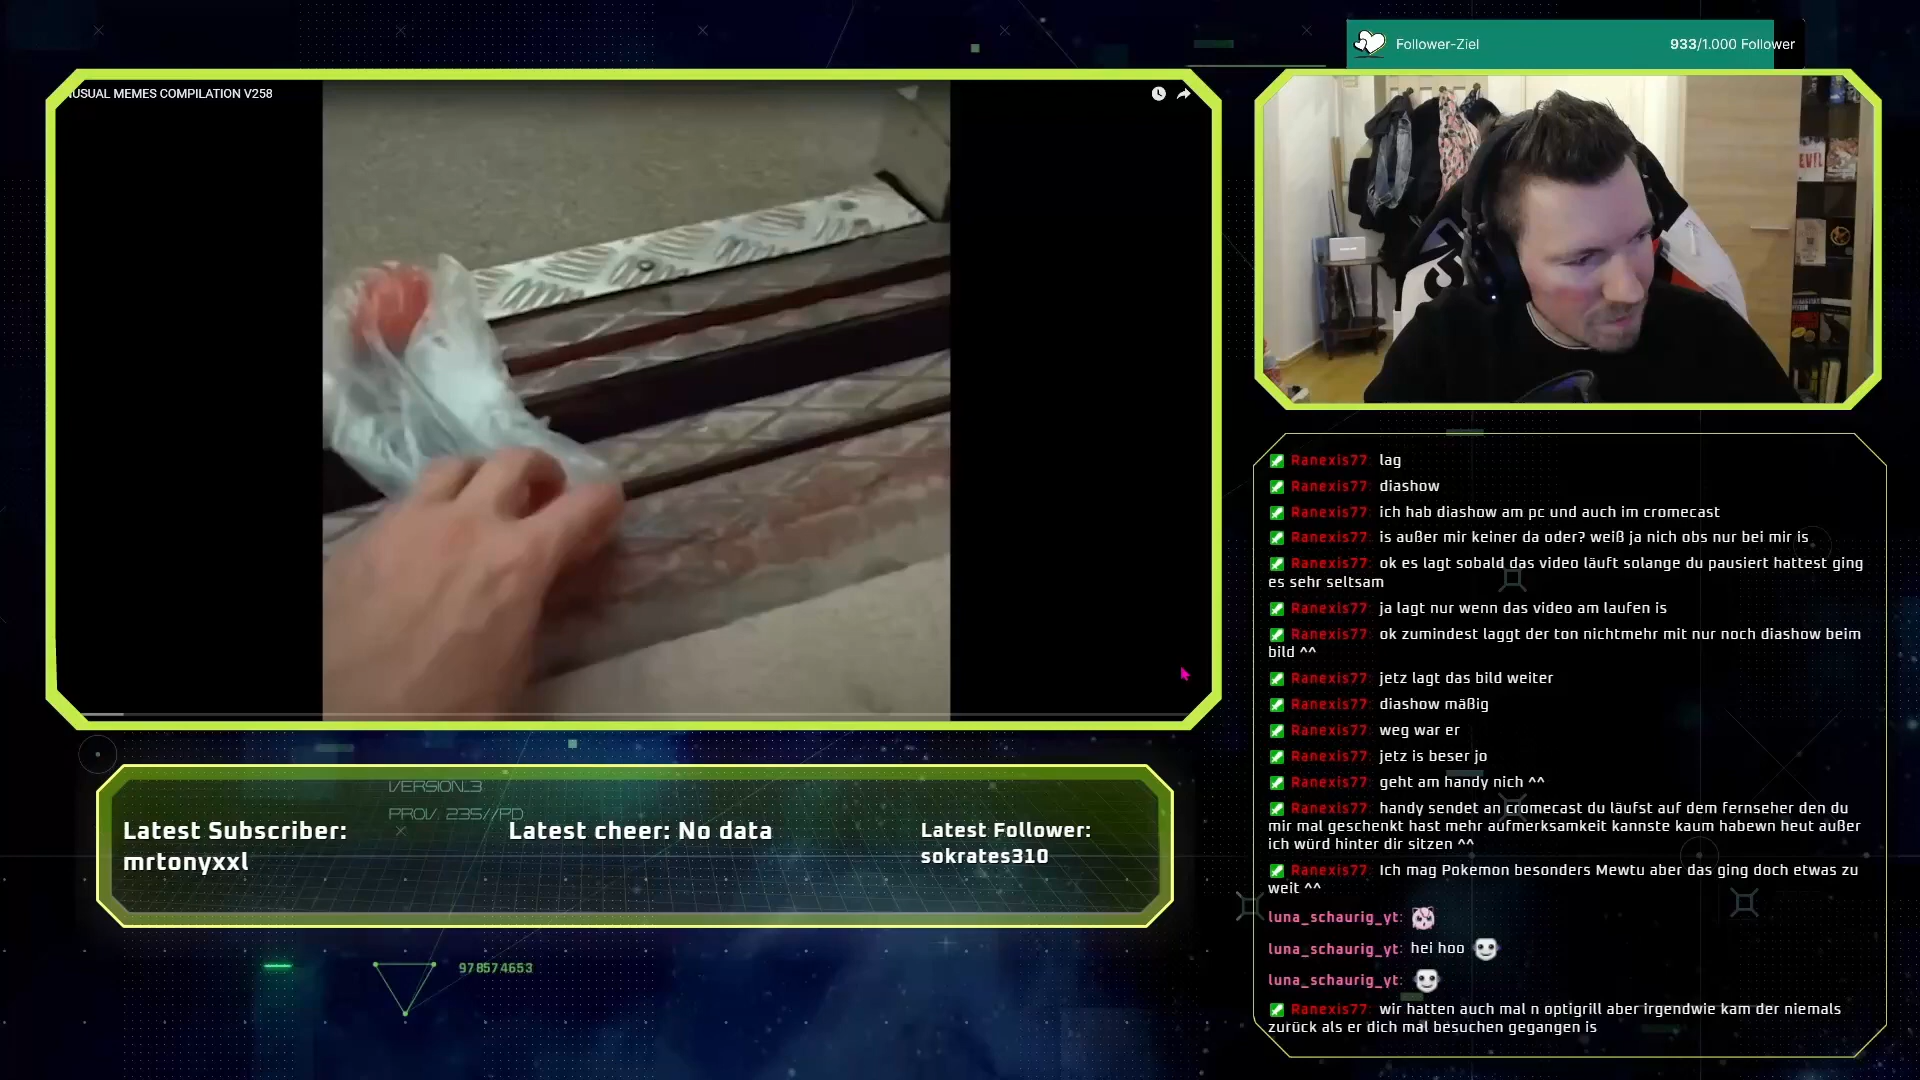 Follower-Ziel
933/1.000 Follower
USUAL MEMES COMPILATION V258
EVIL
Ranexis77: lag
Ranexis77: diashow
Ranexis77: ich hab diashow am pc und auch im cromecast
Ranexis77: is außer mir keiner da oder? weiß ja nich obs nur bei mir is
Ranexis77: ok es lagt sobald das video läuft solange du pausiert hattest ging
es sehr seltsam
Ranexis77: ja lagt nur wenn das video am laufen is
Ranexis77: ok zumindest laggt der ton nichtmehr mit nur noch diashow beim
bild ^^
Ranexis77: jetz lagt das bild weiter
Ranexis77: diashow mäßig
Ranexis77: weg war er
Ranexis77: jetz is beser jo
Ranexis77: geht am handy nich ^^
Ranexis77: handy sendet an cromecast du läufst auf dem fernseher den du
mir mal geschenkt hast mehr aufmerksamkeit kannste kaum habewn heut außer
ich würd hinter dir sitzen ^^
Ranexis77: Ich mag Pokemon besonders Mewtu aber das ging doch etwas zu
weit ^^
luna_schaurig_yt:
luna_schaurig_yt: hei hoo
luna_schaurig_yt:
Ranexis77: wir hatten auch mal n optigrill aber irgendwie kam der niemals
zurück als er dich mal besuchen gegangen is
VERSION_3
PROV. 235//PD
Latest Subscriber:
mrtonyxxl
Latest cheer: No data
Latest Follower:
sokrates310
978574653